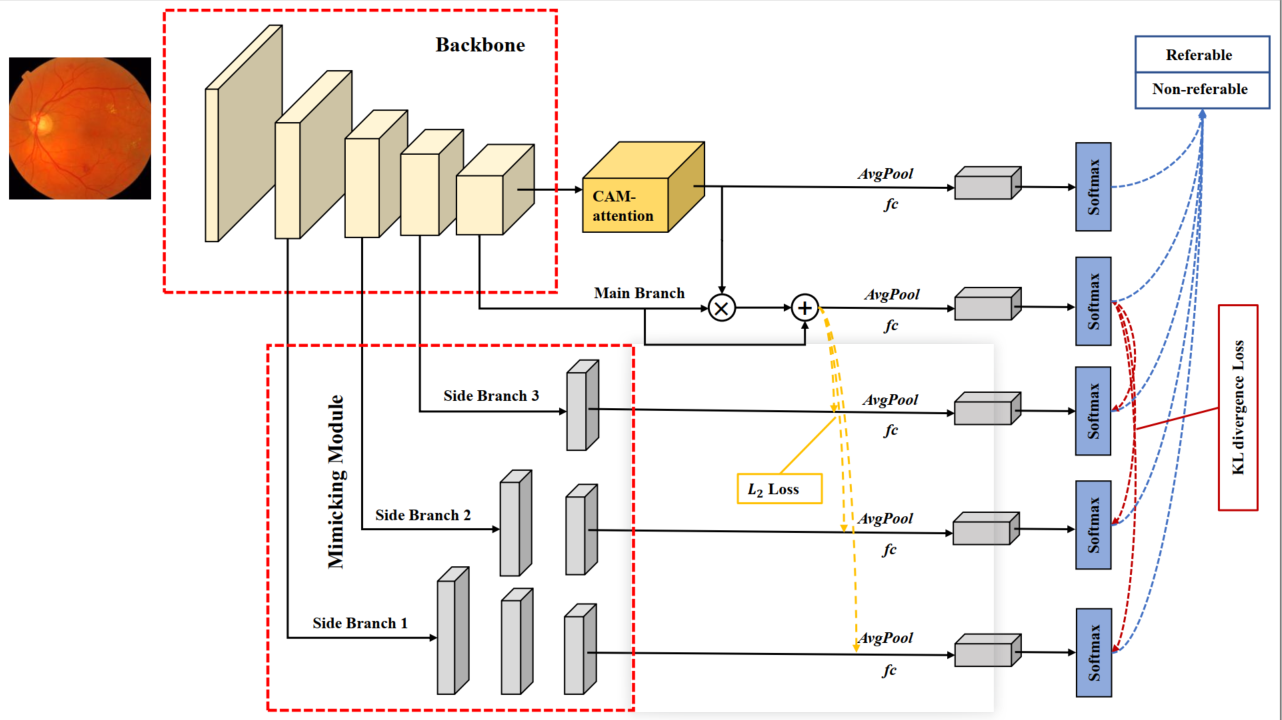 Backbone
Referable
Non-referable
CAM-
attention
AvgPool
fc
Softmax
Main Branch
×
+
AvgPool
fc
Softmax
Side Branch 3
AvgPool
fc
Softmax
KL divergence Loss
Mimicking Module
L₂ Loss
Side Branch 2
AvgPool
fc
Softmax
Side Branch 1
AvgPool
fc
Softmax